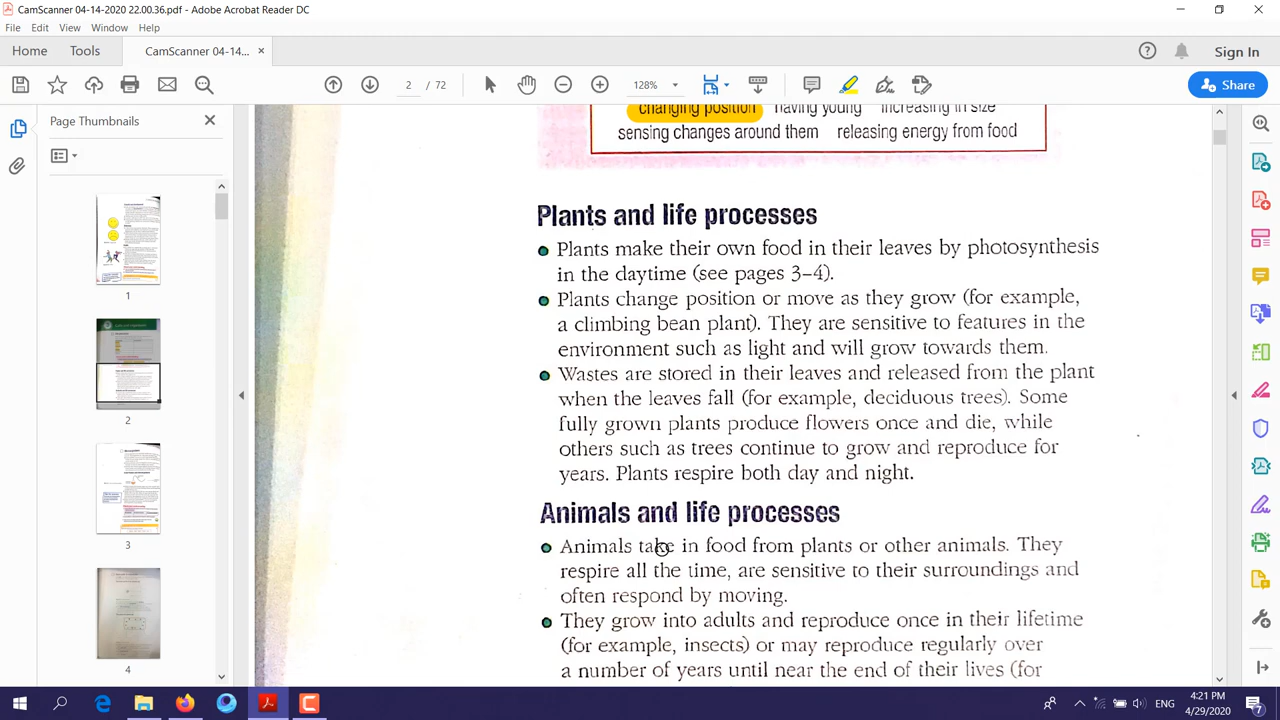 CamScanner 04-14-2020 22.00.36.pdf - Adobe Acrobat Reader DC
File Edit View Window Help
Home Tools CamScanner 04-14... × Sign In
2 / 72 128% Share
Page Thumbnails
1
2
3
4
changing position having young increasing in size
sensing changes around them releasing energy from food
Plants and life processes
Plants make their own food in their leaves by photosynthesis
in the daytime (see pages 3–4).
Plants change position or move as they grow (for example,
a climbing bean plant). They are sensitive to features in the
environment such as light and will grow towards them.
Wastes are stored in their leaves and released from the plant
when the leaves fall (for example, deciduous trees). Some
fully grown plants produce flowers once and die, while
others such as trees continue to grow and reproduce for
years. Plants respire both day and night.
Animals and life processes
Animals take in food from plants or other animals. They
respire all the time, are sensitive to their surroundings and
often respond by moving.
They grow into adults and reproduce once in their lifetime
(for example, insects) or may reproduce regularly over
a number of years until near the end of their lives (for
ENG
4:21 PM
4/29/2020
7